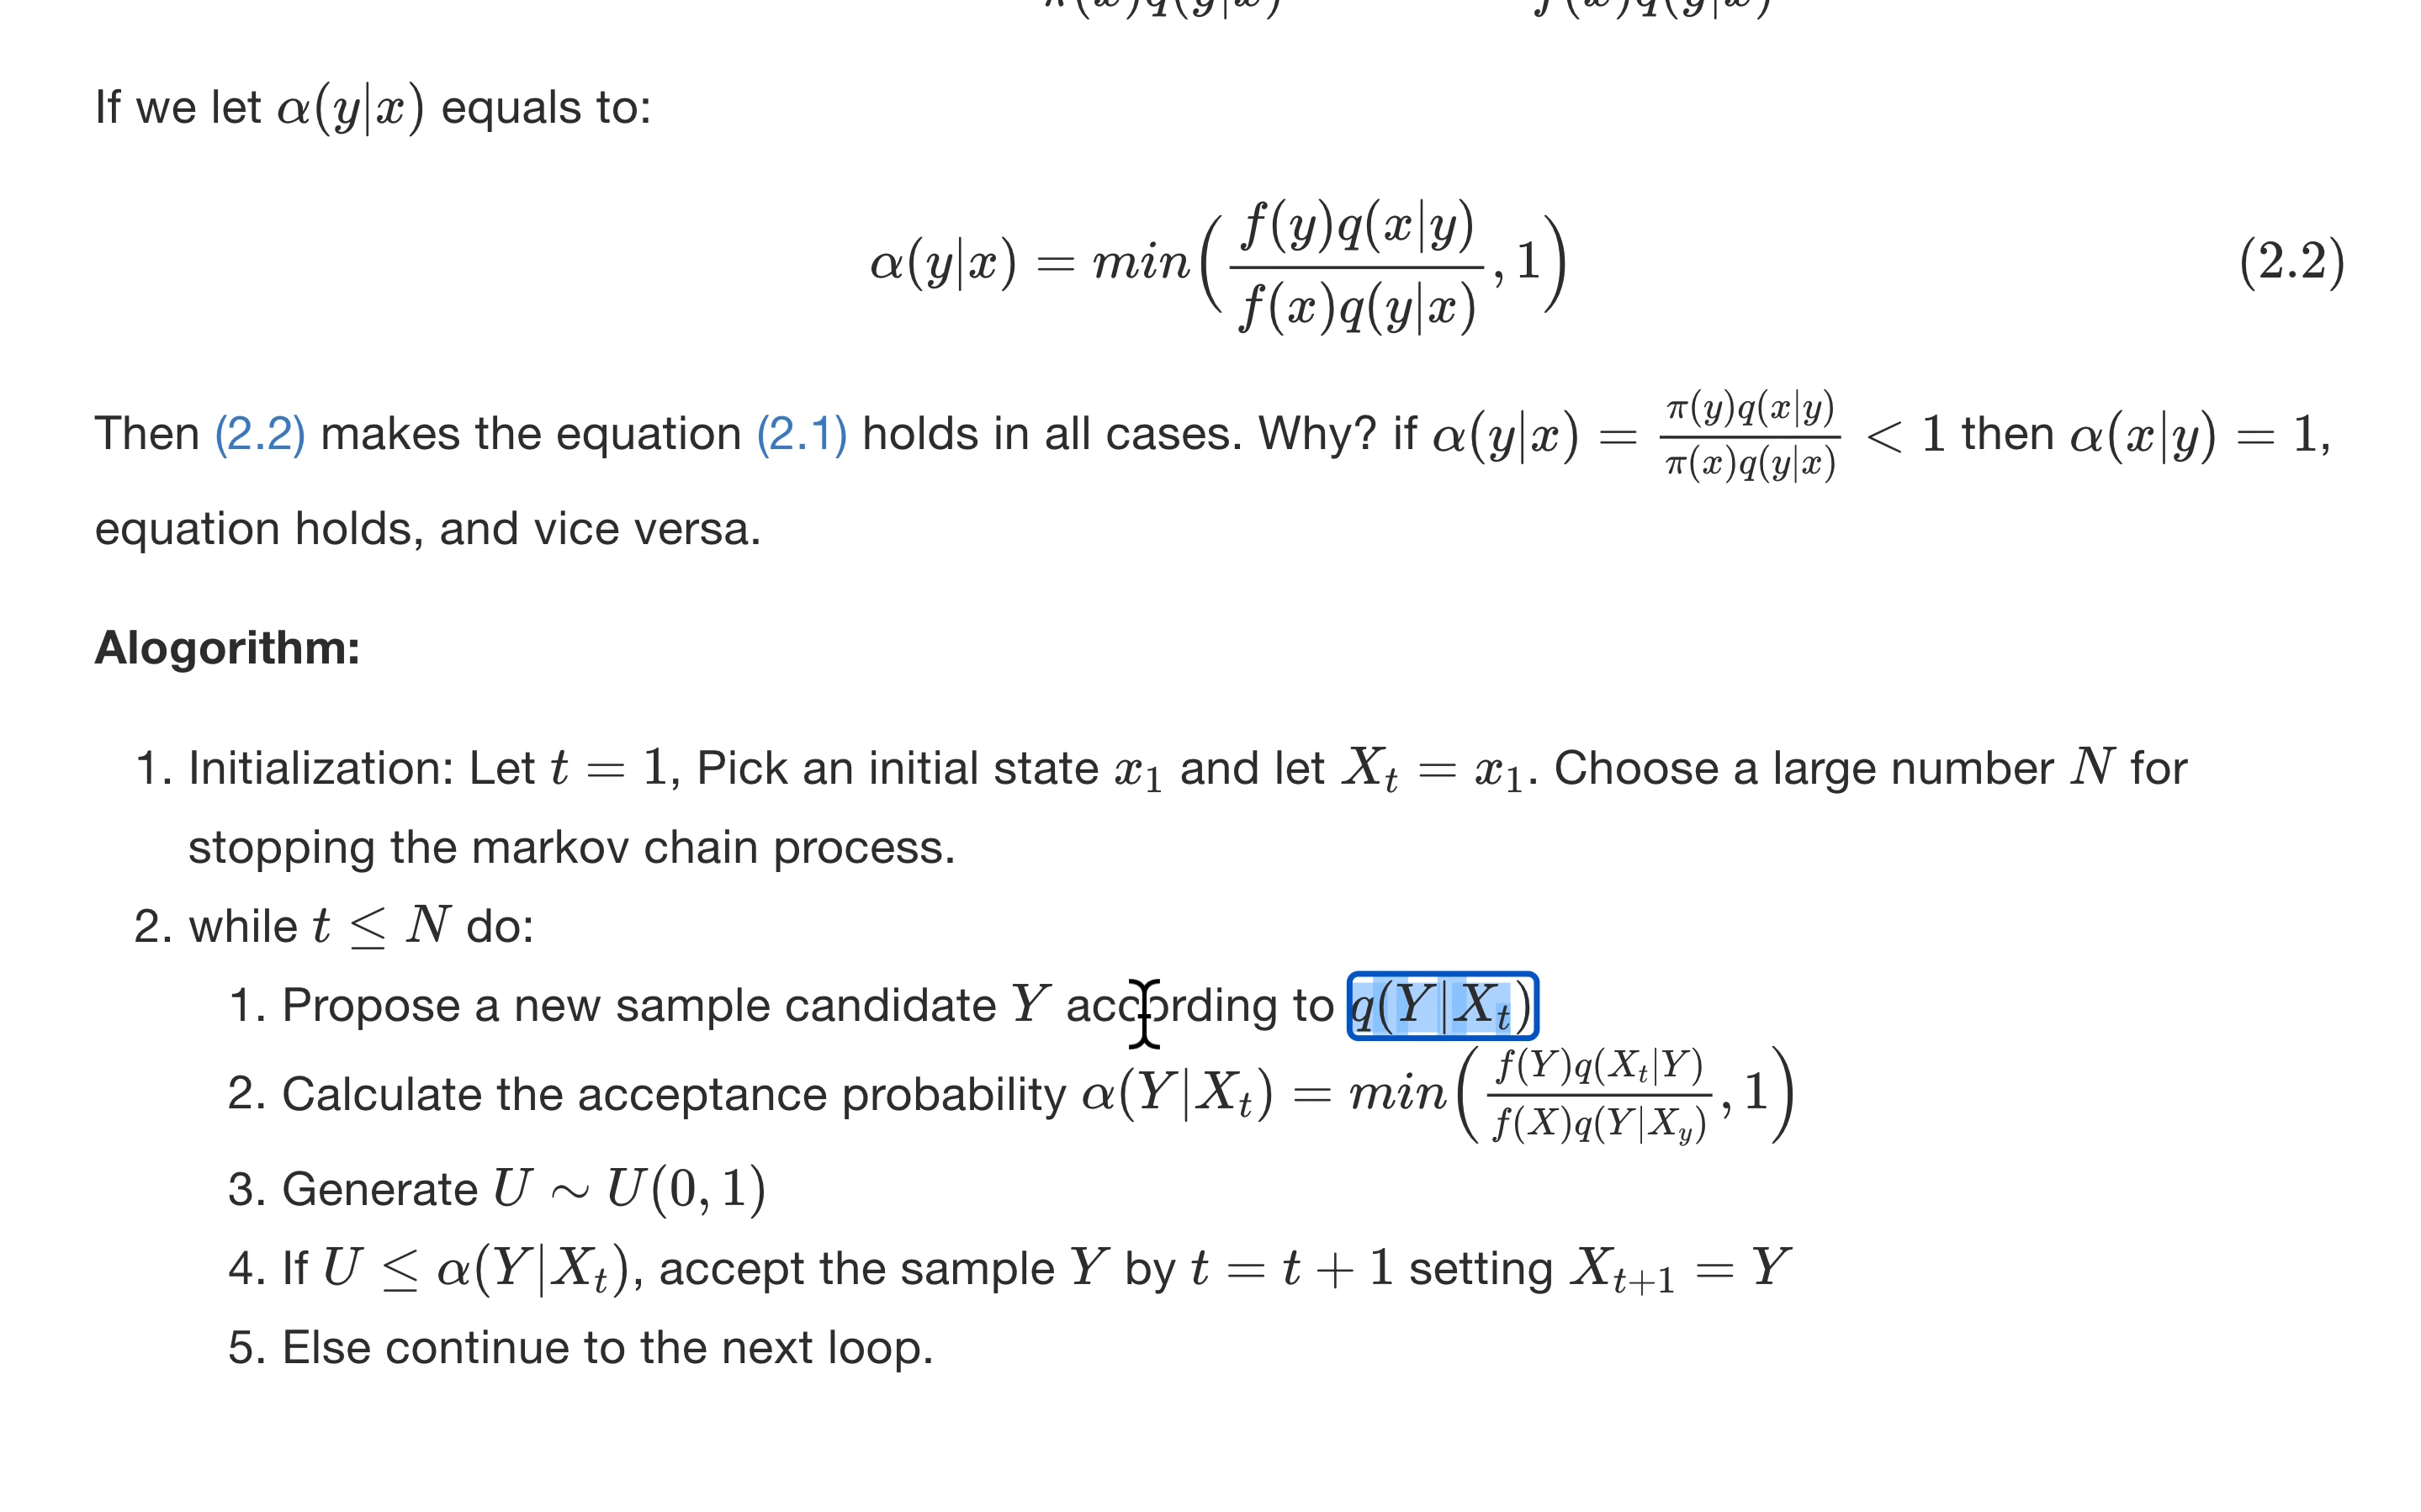 If we let α(y|x) equals to:
α(y|x) = min( f(y)q(x|y) / f(x)q(y|x) , 1 ) (2.2)
Then (2.2) makes the equation (2.1) holds in all cases. Why? if α(y|x) = π(y)q(x|y) / π(x)q(y|x) < 1 then α(x|y) = 1,
equation holds, and vice versa.
Alogorithm:
1. Initialization: Let t = 1, Pick an initial state x₁ and let Xₜ = x₁. Choose a large number N for
stopping the markov chain process.
2. while t ≤ N do:
1. Propose a new sample candidate Y according to q(Y|Xₜ)
2. Calculate the acceptance probability α(Y|Xₜ) = min( f(Y)q(Xₜ|Y) / f(X)q(Y|X_y) , 1 )
3. Generate U ∼ U(0, 1)
4. If U ≤ α(Y|Xₜ), accept the sample Y by t = t + 1 setting Xₜ₊₁ = Y
5. Else continue to the next loop.